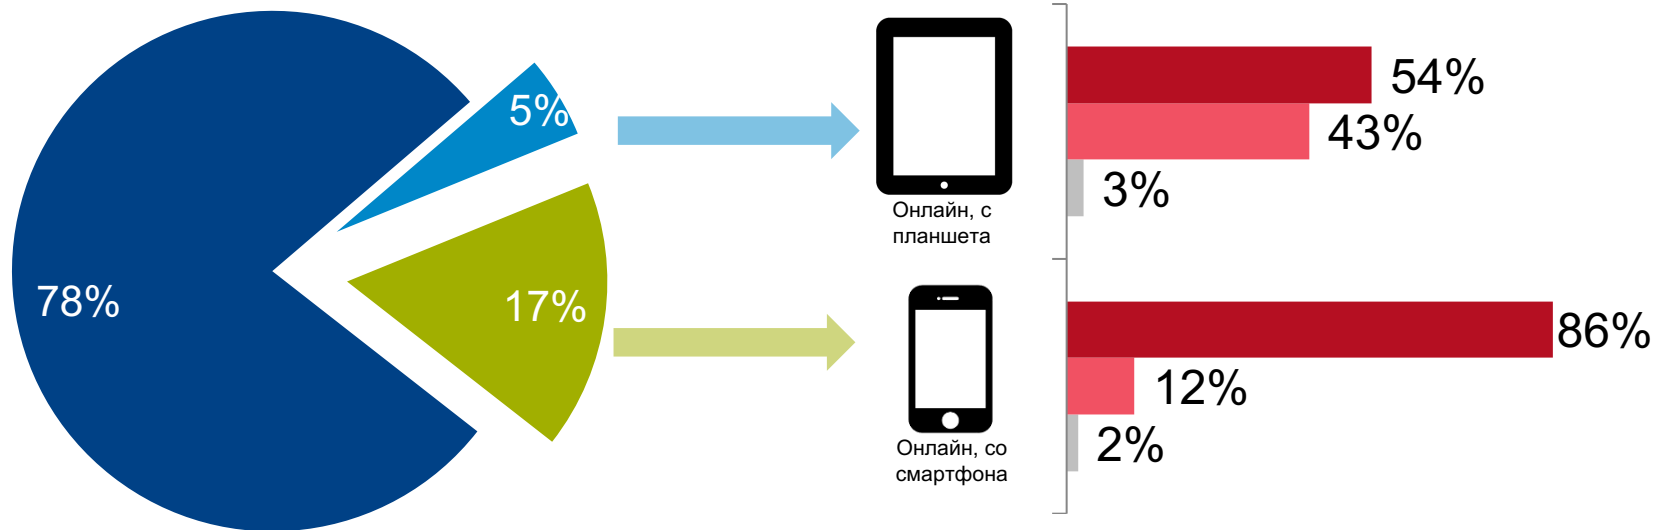 78%
5%
17%
Онлайн, с
планшета
54%
43%
3%
Онлайн, со
смартфона
86%
12%
2%